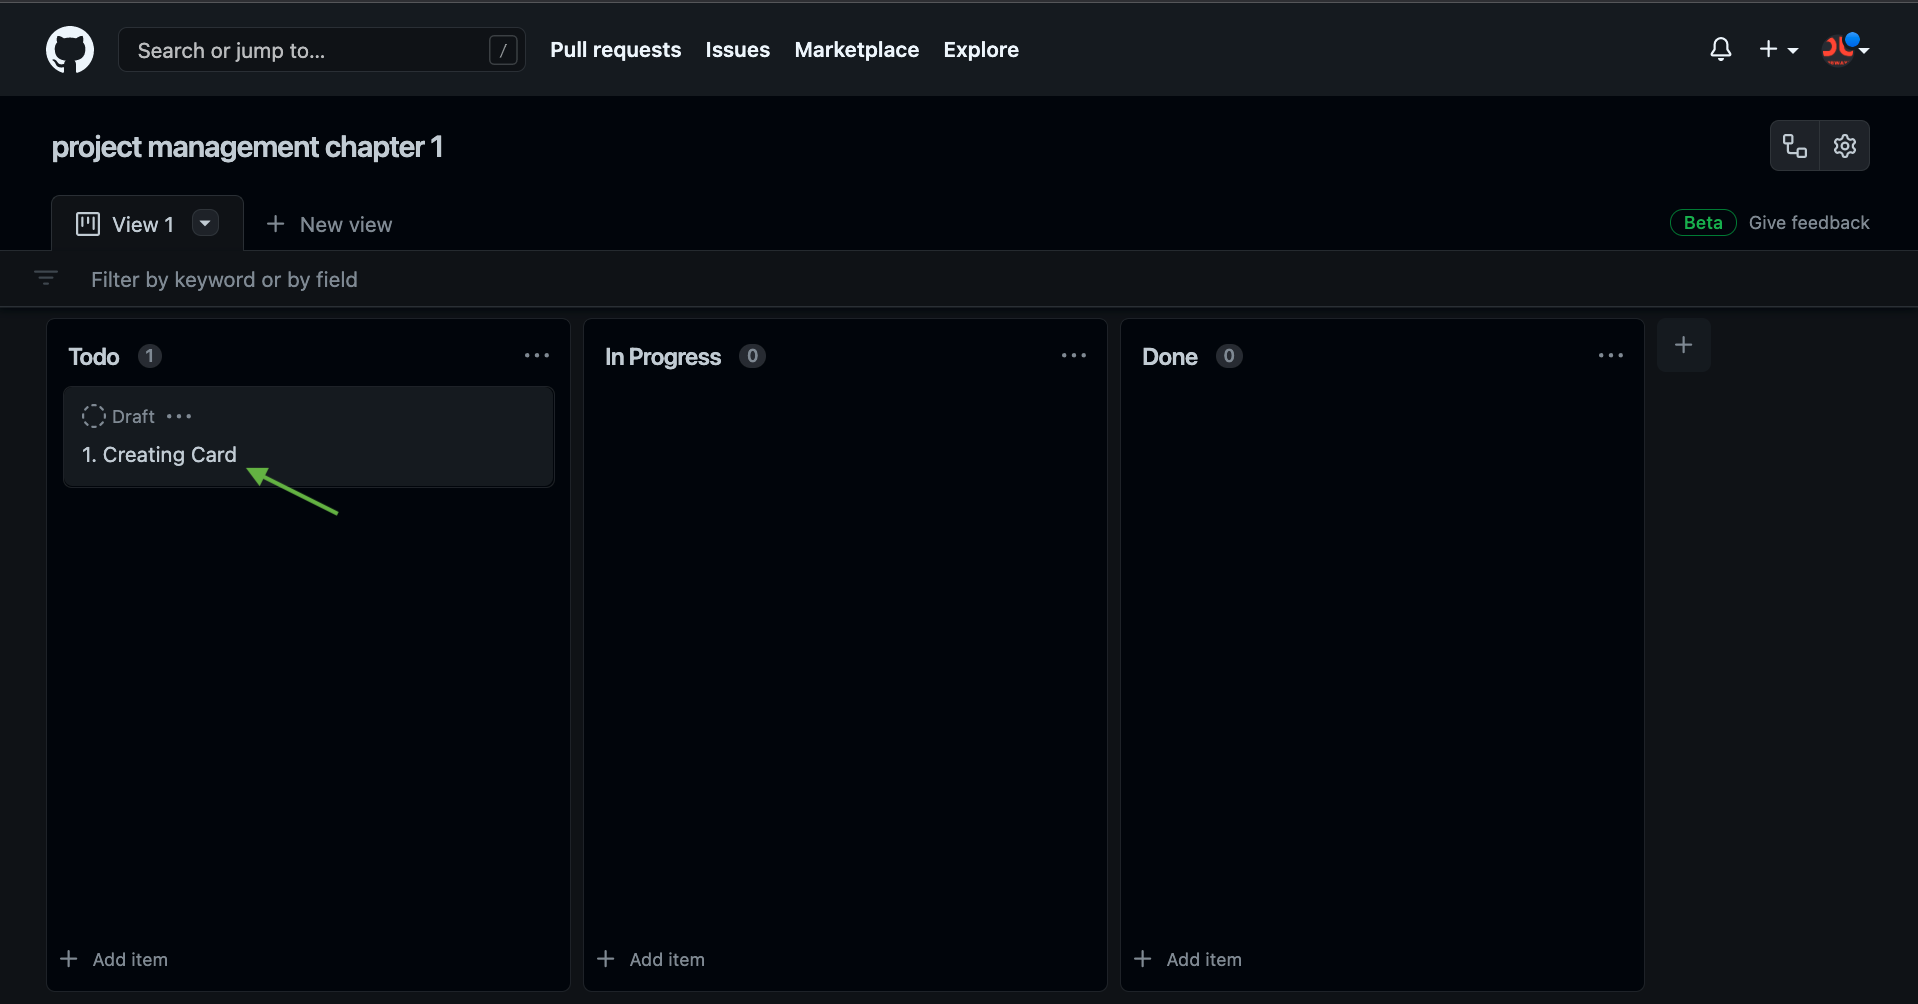 Search or jump to... /
Pull requests Issues Marketplace Explore
project management chapter 1
View 1 New view
Beta Give feedback
Filter by keyword or by field
Todo 1
Draft
1. Creating Card
Add item
In Progress 0
Add item
Done 0
Add item